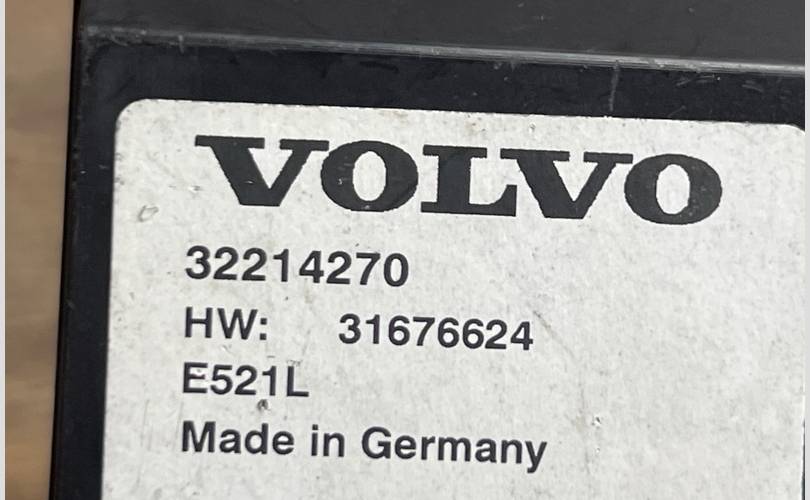 VOLVO
32214270
HW: 31676624
E521L
Made in Germany